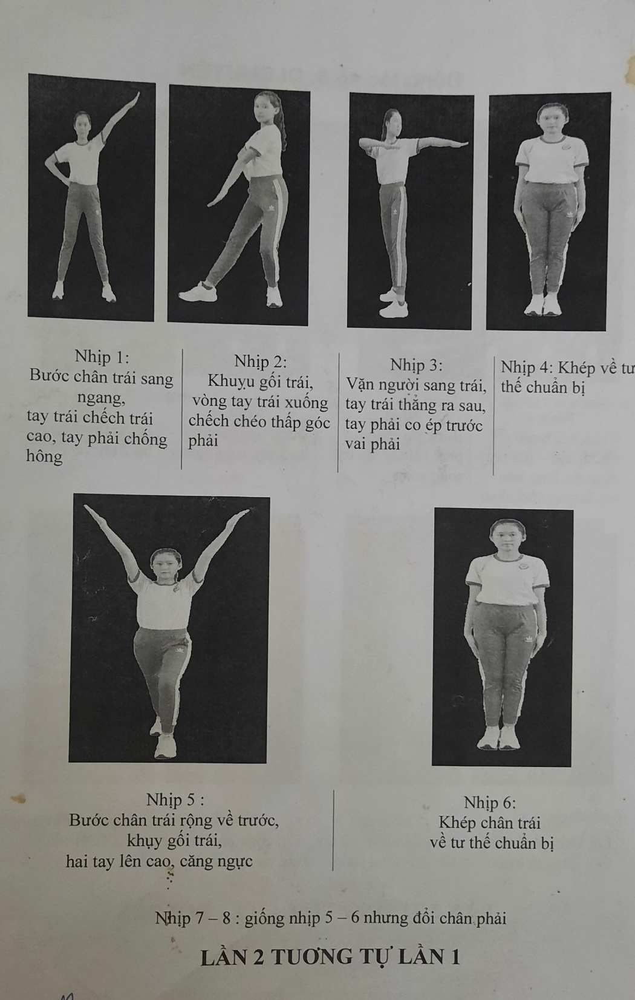 Nhịp 1:
Bước chân trái sang
ngang,
tay trái chếch trái
cao, tay phải chống
hông
Nhịp 2:
Khuỵu gối trái,
vòng tay trái xuống
chếch chéo thấp góc
phải
Nhịp 3:
Vặn người sang trái,
tay trái thẳng ra sau,
tay phải co ép trước
vai phải
Nhịp 4: Khép về tư
thế chuẩn bị
Nhịp 5 :
Bước chân trái rộng về trước,
khụy gối trái,
hai tay lên cao, căng ngực
Nhịp 6:
Khép chân trái
về tư thế chuẩn bị
Nhịp 7 – 8 : giống nhịp 5 – 6 nhưng đổi chân phải
LẦN 2 TUƠNG TỰ LẦN 1